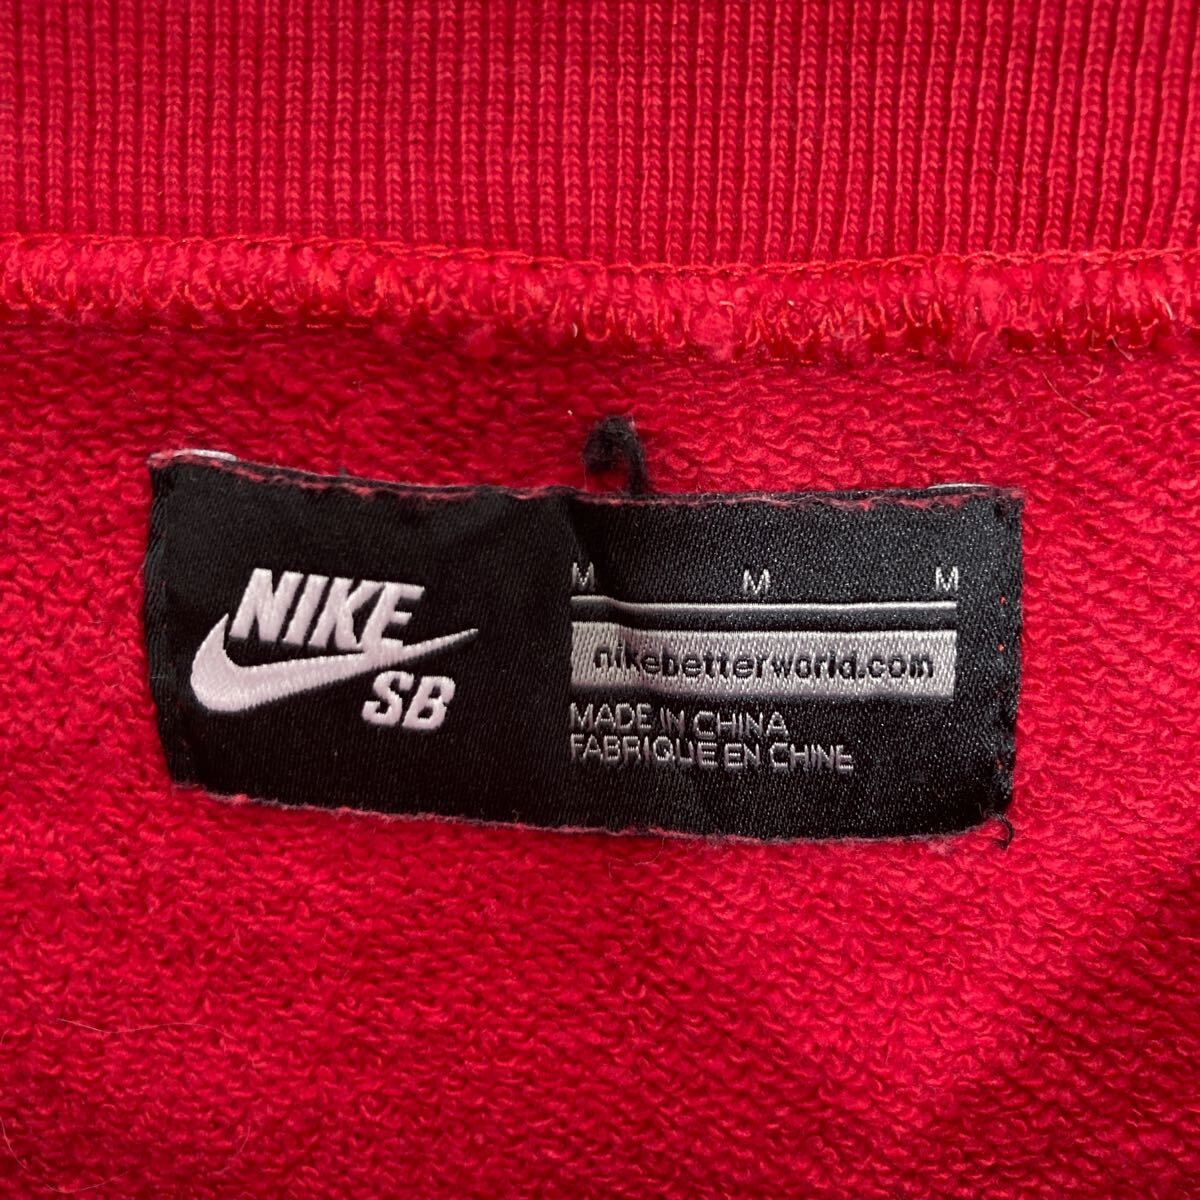 NIKE
SB
M M M
nikebetterworld.com
MADE IN CHINA
FABRIQUE EN CHINE